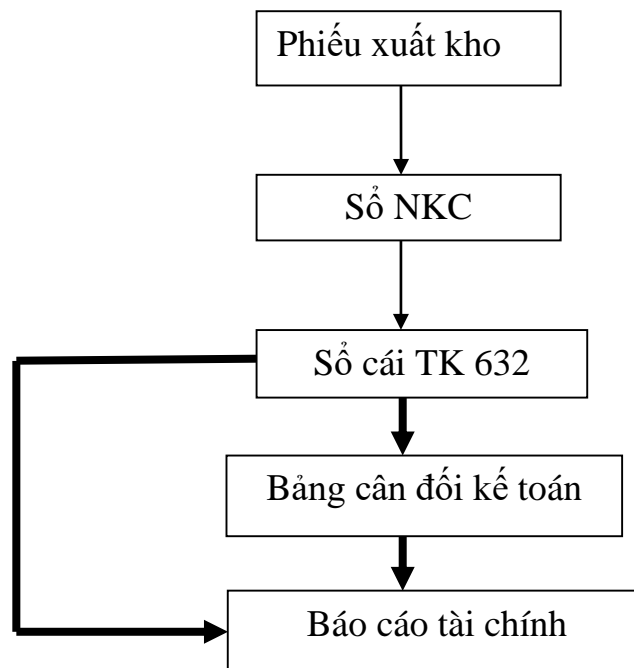 Phiếu xuất kho
Sổ NKC
Sổ cái TK 632
Bảng cân đối kế toán
Báo cáo tài chính